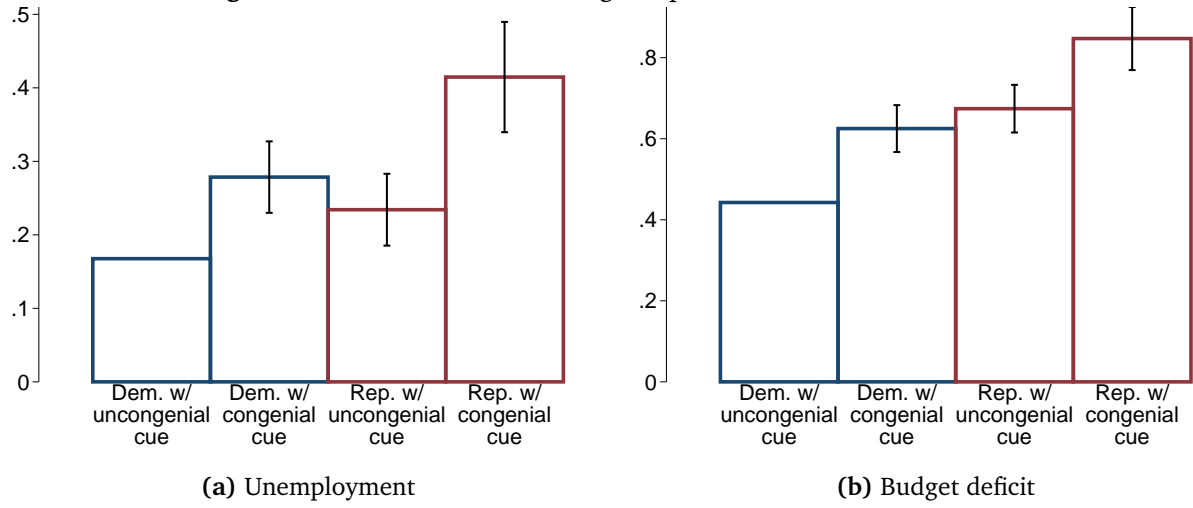 .5
.4
.3
.2
.1
0
Dem. w/ uncongenial cue
Dem. w/ congenial cue
Rep. w/ uncongenial cue
Rep. w/ congenial cue
(a) Unemployment
.8
.6
.4
.2
0
Dem. w/ uncongenial cue
Dem. w/ congenial cue
Rep. w/ uncongenial cue
Rep. w/ congenial cue
(b) Budget deficit